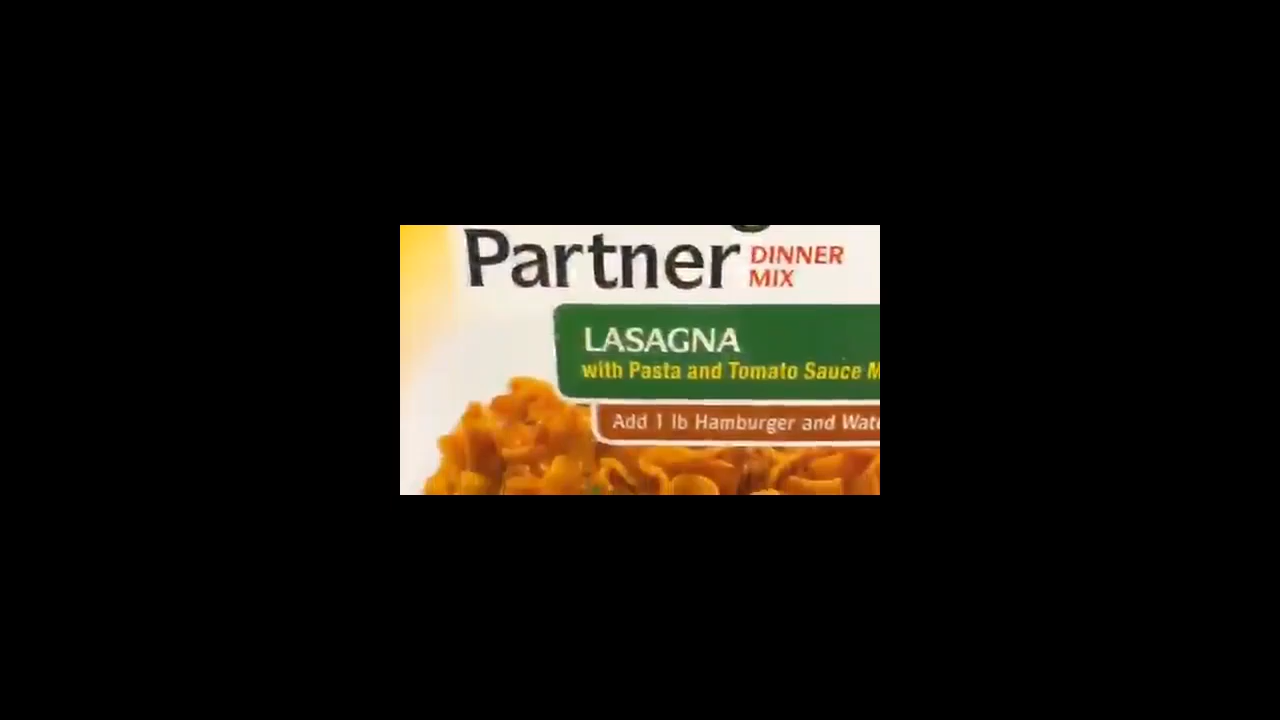 Partner DINNER
MIX
LASAGNA
with Pasta and Tomato Sauce
Add 1 lb Hamburger and